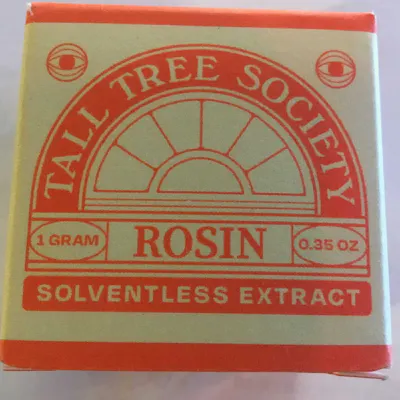 TALL TREE SOCIETY
1 GRAM
ROSIN
0.35 OZ
SOLVENTLESS EXTRACT